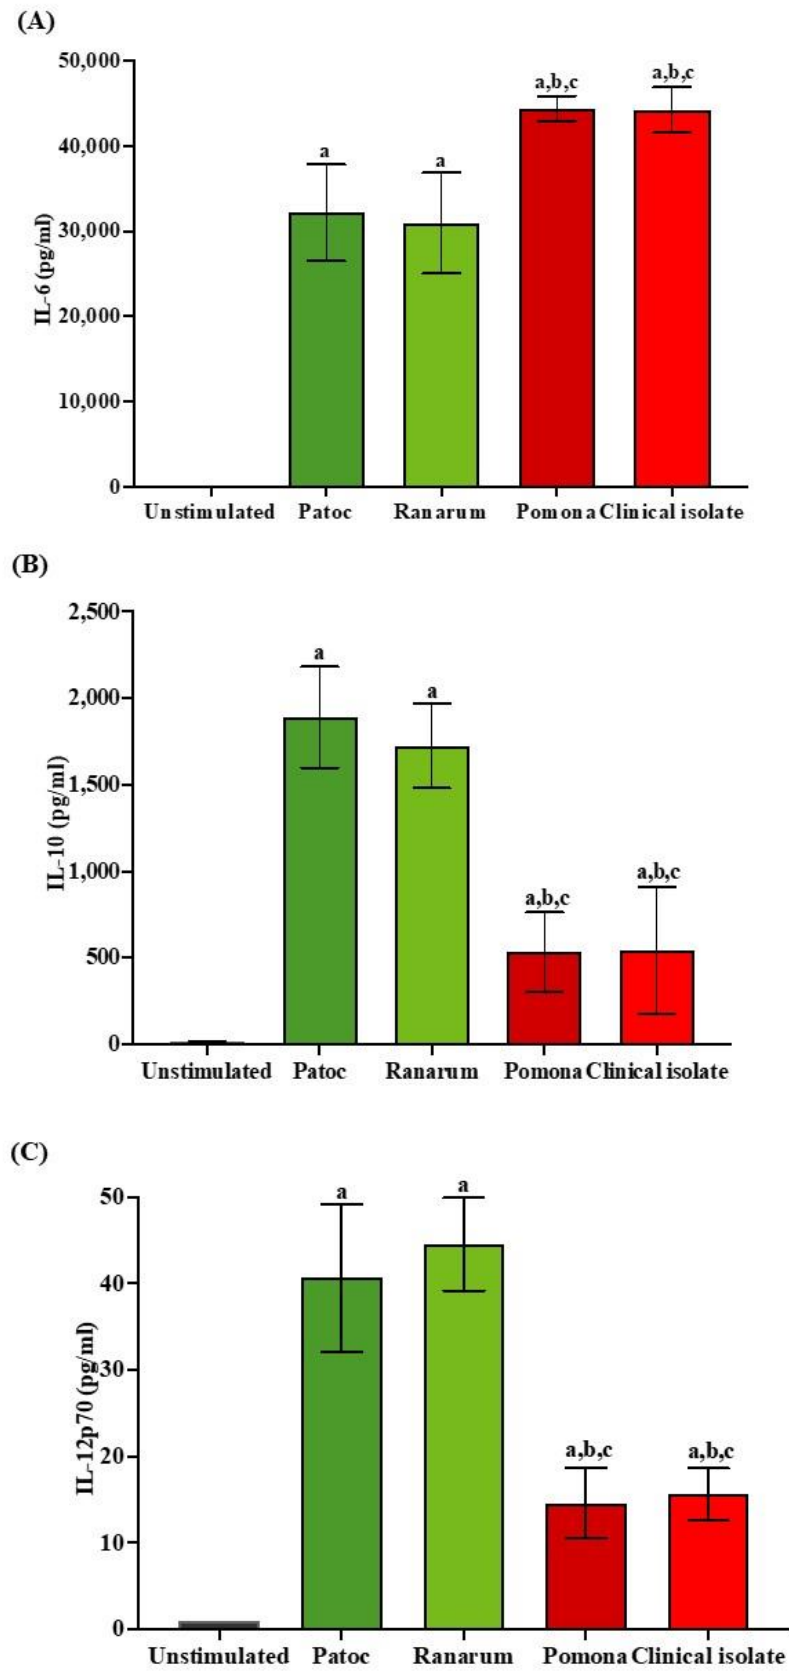 (A)
50,000
40,000
30,000
20,000
10,000
0
IL-6 (pg/ml)
a
a
a,b,c
a,b,c
Unstimulated Patoc Ranarum Pomona Clinical isolate
(B)
2,500
2,000
1,500
1,000
500
0
IL-10 (pg/ml)
a
a
a,b,c
a,b,c
Unstimulated Patoc Ranarum Pomona Clinical isolate
(C)
50
40
30
20
10
0
IL-12p70 (pg/ml)
a
a
a,b,c
a,b,c
Unstimulated Patoc Ranarum Pomona Clinical isolate